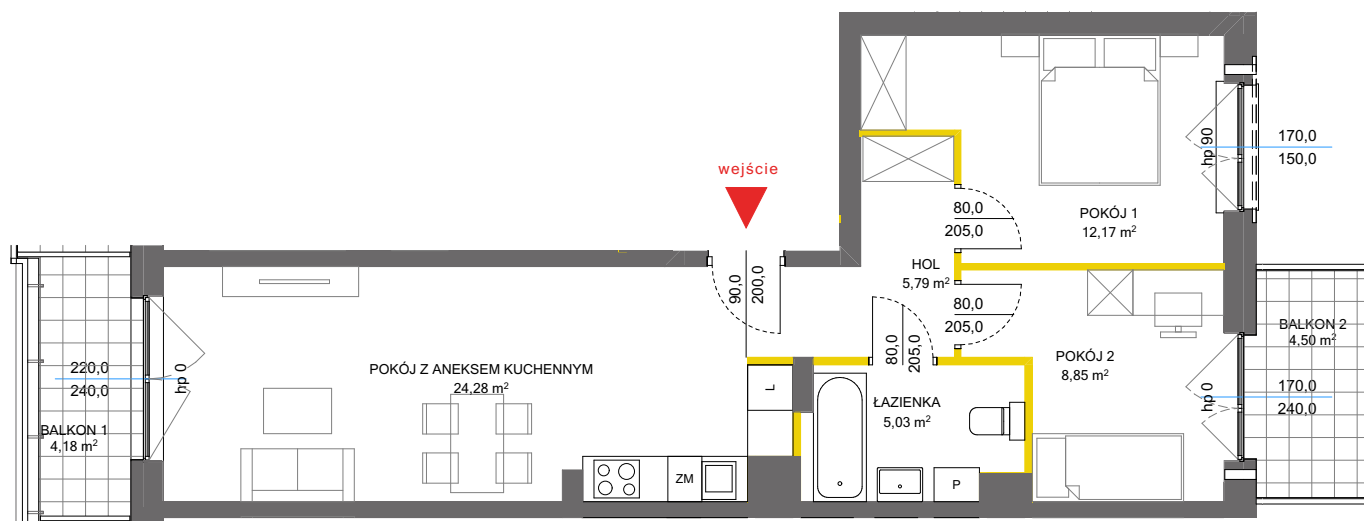 wejście
170,0
150,0
hp 90
80,0
205,0
POKÓJ 1
12,17 m²
HOL
5,79 m²
90,0
200,0
80,0
205,0
80,0
205,0
BALKON 2
4,50 m²
POKÓJ 2
8,85 m²
170,0
240,0
hp 0
220,0
240,0
hp 0
POKÓJ Z ANEKSEM KUCHENNYM
24,28 m²
L
ŁAZIENKA
5,03 m²
BALKON 1
4,18 m²
ZM
P